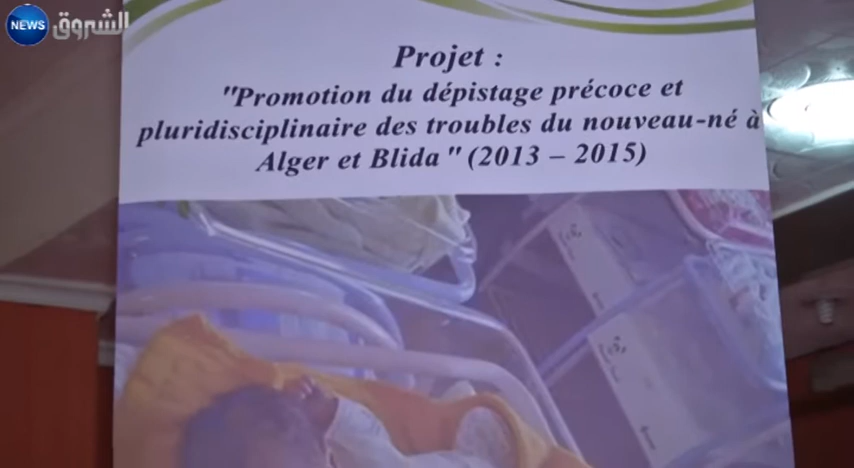 NEWS الشروق
Projet :
"Promotion du dépistage précoce et
pluridisciplinaire des troubles du nouveau-né à
Alger et Blida " (2013 – 2015)